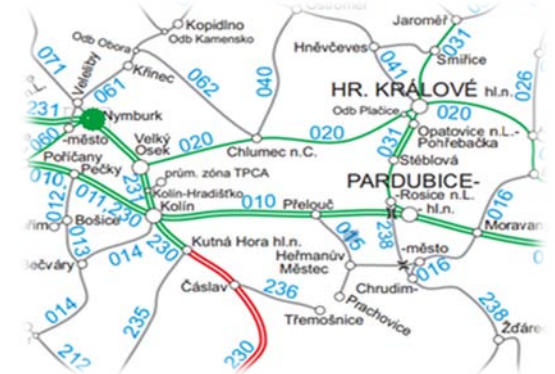 Kopidlno
Jaroměř
Odb Obora
Odb Kamensko
Hněvčeves
031
071
Veleliby
Křinec
Smiřice
061
062
040
041
026
HR. KRÁLOVÉ hl.n.
231
Nymburk
Odb Plačice
020
060
-město
Velký
Osek
020
020
031
Opatovice n.L.-
Pohřebačka
Poříčany
Chlumec n.C.
Stéblová
Pečky
prům. zóna TPCA
PARDUBICE-
010
011-230
231
Kolín-Hradišťko
-Rosice n.L.
016
012
Kolín
010
Přelouč
- hl.n.
Bošice
015
238
Moravan
013
014
230
Kutná Hora hl.n.
Heřmanův
Městec
-město
016
Bečváry
Čáslav
236
Chrudim-
014
235
Třemošnice
Prachovice
238
Žďáre
212
230